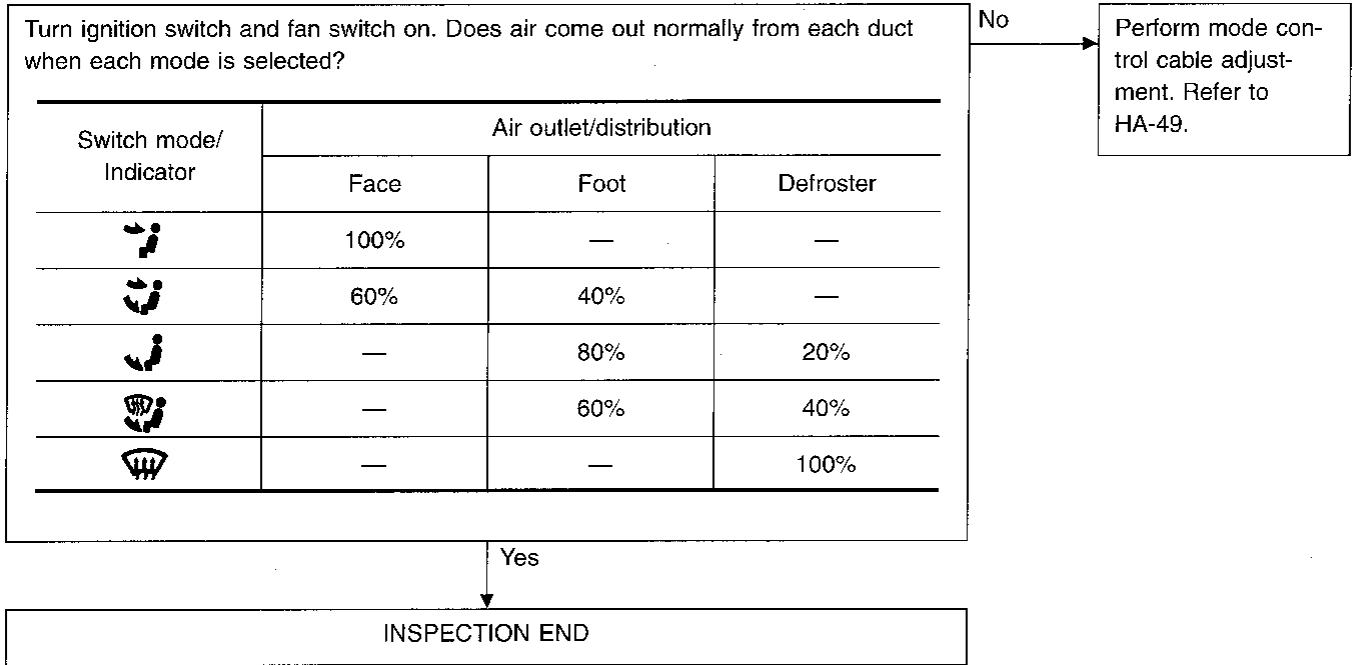 Turn ignition switch and fan switch on. Does air come out normally from each duct
when each mode is selected?
No
Perform mode con-
trol cable adjust-
ment. Refer to
HA-49.
Switch mode/
Indicator
Air outlet/distribution
Face Foot Defroster
100% — —
60% 40% —
— 80% 20%
— 60% 40%
— — 100%
Yes
INSPECTION END